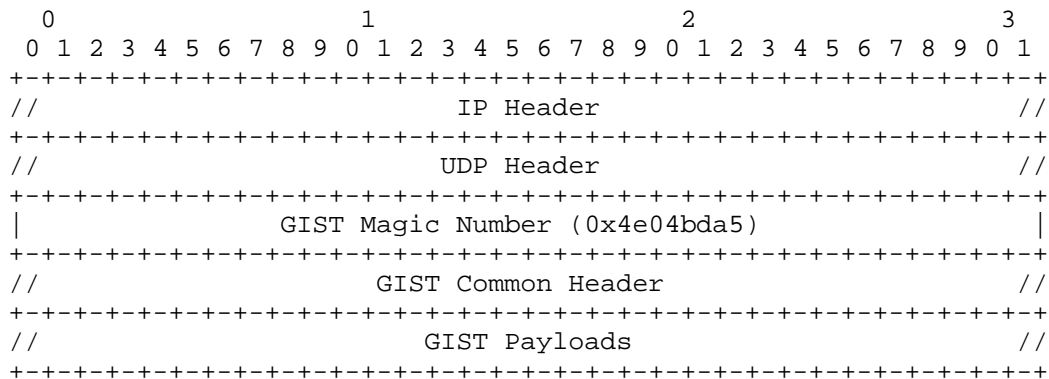 0                   1                   2                   3
 0 1 2 3 4 5 6 7 8 9 0 1 2 3 4 5 6 7 8 9 0 1 2 3 4 5 6 7 8 9 0 1
+-+-+-+-+-+-+-+-+-+-+-+-+-+-+-+-+-+-+-+-+-+-+-+-+-+-+-+-+-+-+-+-+
//                          IP Header                          //
+-+-+-+-+-+-+-+-+-+-+-+-+-+-+-+-+-+-+-+-+-+-+-+-+-+-+-+-+-+-+-+-+
//                         UDP Header                          //
+-+-+-+-+-+-+-+-+-+-+-+-+-+-+-+-+-+-+-+-+-+-+-+-+-+-+-+-+-+-+-+-+
|                GIST Magic Number (0x4e04bda5)                 |
+-+-+-+-+-+-+-+-+-+-+-+-+-+-+-+-+-+-+-+-+-+-+-+-+-+-+-+-+-+-+-+-+
//                     GIST Common Header                      //
+-+-+-+-+-+-+-+-+-+-+-+-+-+-+-+-+-+-+-+-+-+-+-+-+-+-+-+-+-+-+-+-+
//                        GIST Payloads                        //
+-+-+-+-+-+-+-+-+-+-+-+-+-+-+-+-+-+-+-+-+-+-+-+-+-+-+-+-+-+-+-+-+